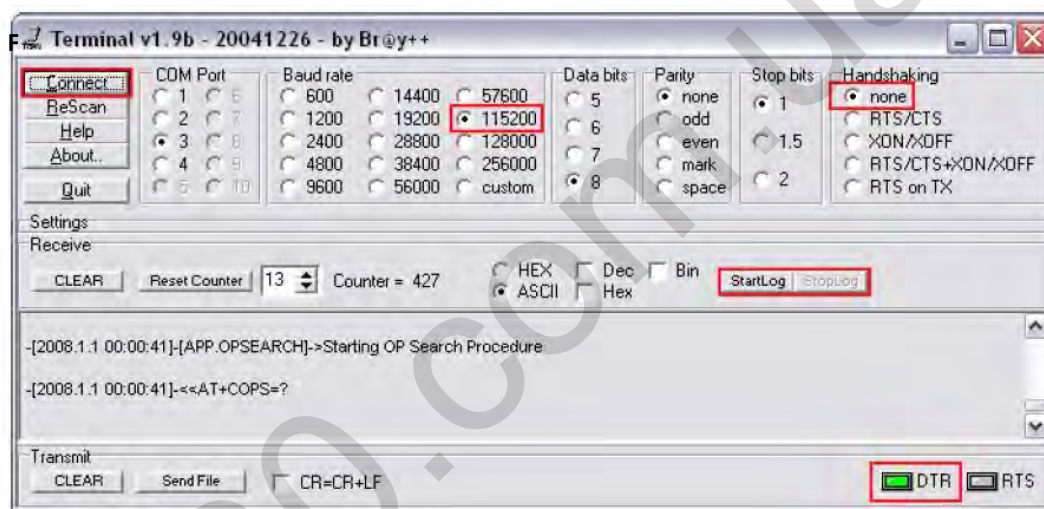 F
Terminal v1.9b - 20041226 - by Br@y++
Connect
ReScan
Help
About..
Quit
COM Port
1 6
2 7
3 8
4 9
5 10
Baud rate
600 14400 57600
1200 19200 115200
2400 28800 128000
4800 38400 256000
9600 56000 custom
Data bits
5
6
7
8
Parity
none
odd
even
mark
space
Stop bits
1
1.5
2
Handshaking
none
RTS/CTS
XON/XOFF
RTS/CTS+XON/XOFF
RTS on TX
Settings
Receive
CLEAR Reset Counter 13 Counter = 427
HEX Dec Bin
ASCII Hex
StartLog StopLog
-[2008.1.1 00:00:41]-[APP.OPSEARCH]->Starting OP Search Procedure
-[2008.1.1 00:00:41]-<<AT+COPS=?
Transmit
CLEAR Send File CR=CR+LF DTR RTS